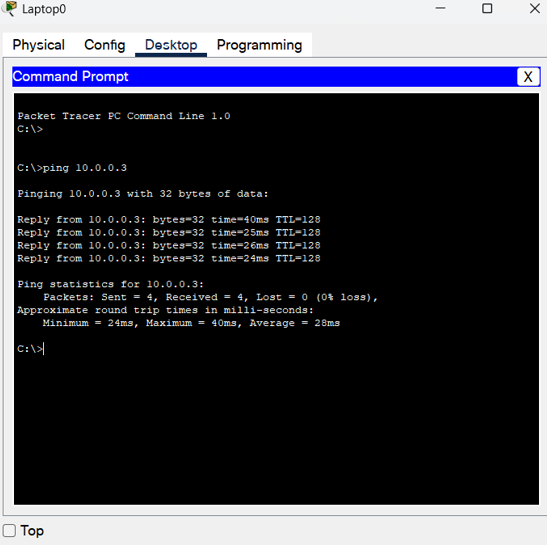 Laptop0
Physical Config Desktop Programming
Command Prompt
X
Packet Tracer PC Command Line 1.0
C:\>
C:\>ping 10.0.0.3
Pinging 10.0.0.3 with 32 bytes of data:
Reply from 10.0.0.3: bytes=32 time=40ms TTL=128
Reply from 10.0.0.3: bytes=32 time=25ms TTL=128
Reply from 10.0.0.3: bytes=32 time=26ms TTL=128
Reply from 10.0.0.3: bytes=32 time=24ms TTL=128
Ping statistics for 10.0.0.3:
Packets: Sent = 4, Received = 4, Lost = 0 (0% loss),
Approximate round trip times in milli-seconds:
Minimum = 24ms, Maximum = 40ms, Average = 28ms
C:\>
Top